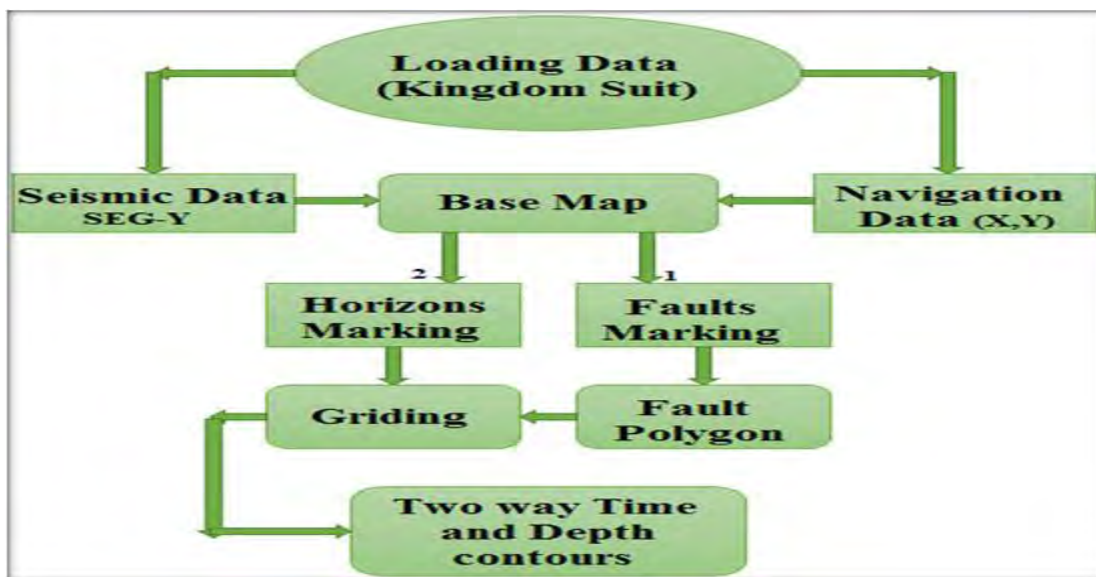 Loading Data
(Kingdom Suit)
Seismic Data
SEG-Y
Base Map
Navigation
Data (X,Y)
2
1
Horizons
Marking
Faults
Marking
Griding
Fault
Polygon
Two way Time
and Depth
contours